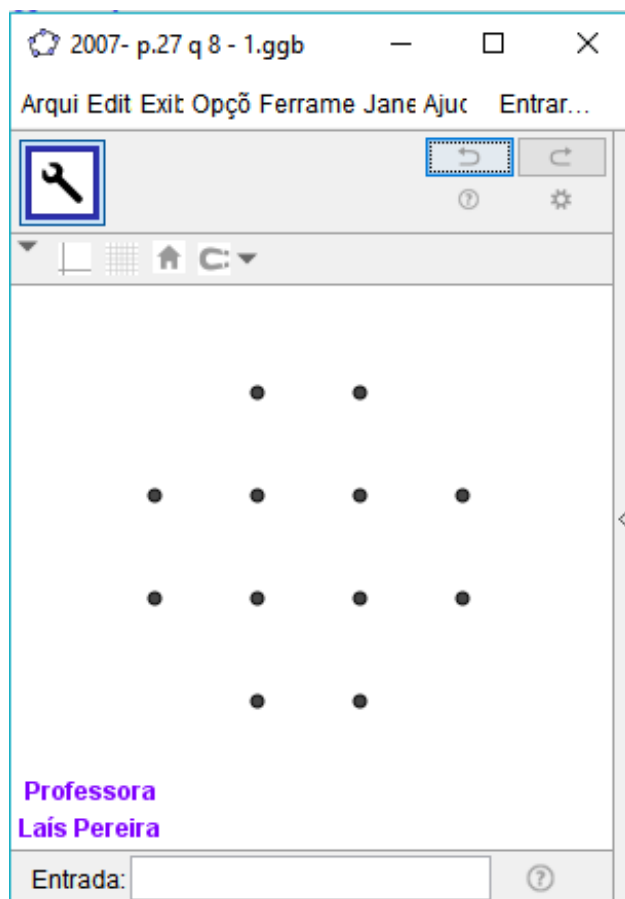 2007- p.27 q 8 - 1.ggb
Arqui Edit Exit Opçõ Ferrame Jane Ajuc Entrar...
Professora
Laís Pereira
Entrada: